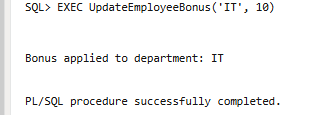 SQL> EXEC UpdateEmployeeBonus('IT', 10)
Bonus applied to department: IT
PL/SQL procedure successfully completed.